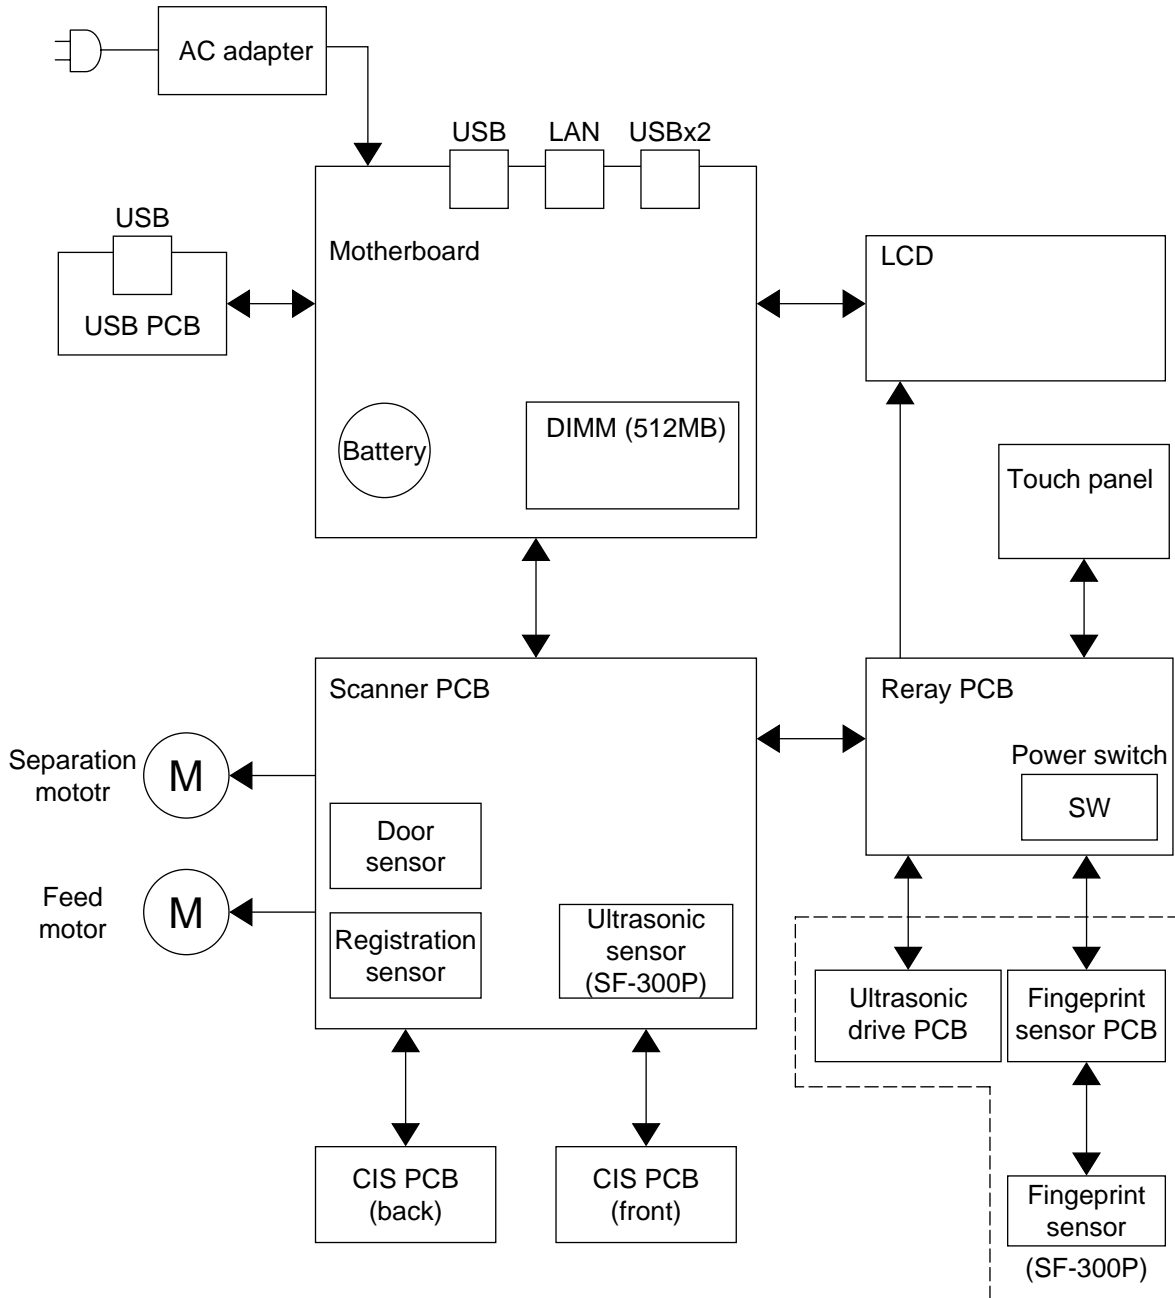 AC adapter
USB
LAN
USBx2
USB
USB PCB
Motherboard
LCD
Battery
DIMM (512MB)
Touch panel
Scanner PCB
Reray PCB
Power switch
SW
Separation
mototr
M
Feed
motor
M
Door
sensor
Registration
sensor
Ultrasonic
sensor
(SF-300P)
Ultrasonic
drive PCB
Fingeprint
sensor PCB
CIS PCB
(back)
CIS PCB
(front)
Fingeprint
sensor
(SF-300P)